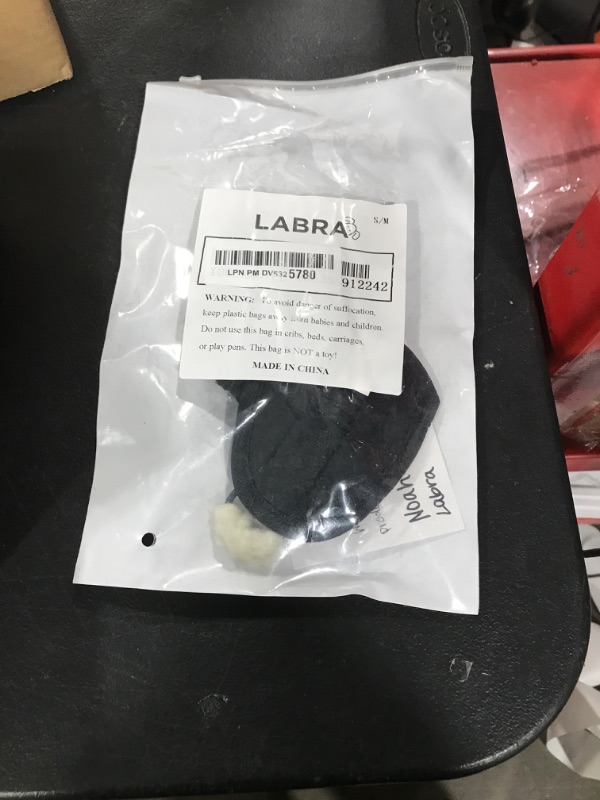 LABRA
S/M
LPN PM DV532 5780
912242
WARNING: To avoid danger of suffocation,
keep plastic bags away from babies and children
Do not use this bag in cribs, beds, carriages,
or play pens. This bag is NOT a toy!
MADE IN CHINA
Noah
Labra